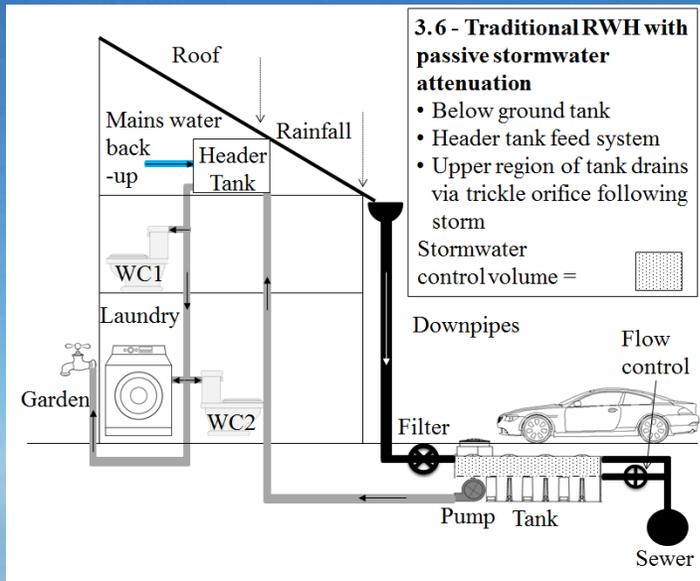 3.6 - Traditional RWH with
passive stormwater
attenuation
• Below ground tank
• Header tank feed system
• Upper region of tank drains
via trickle orifice following
storm
Stormwater
control volume =
Roof
Rainfall
Mains water
back
-up
Header
Tank
WC1
Laundry
Garden
WC2
Downpipes
Flow
control
Filter
Pump
Tank
Sewer